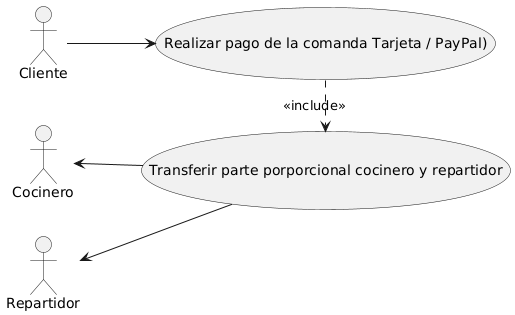 Realizar pago de la comanda Tarjeta / PayPal)
Cliente
«include»
Transferir parte porporcional cocinero y repartidor
Cocinero
Repartidor